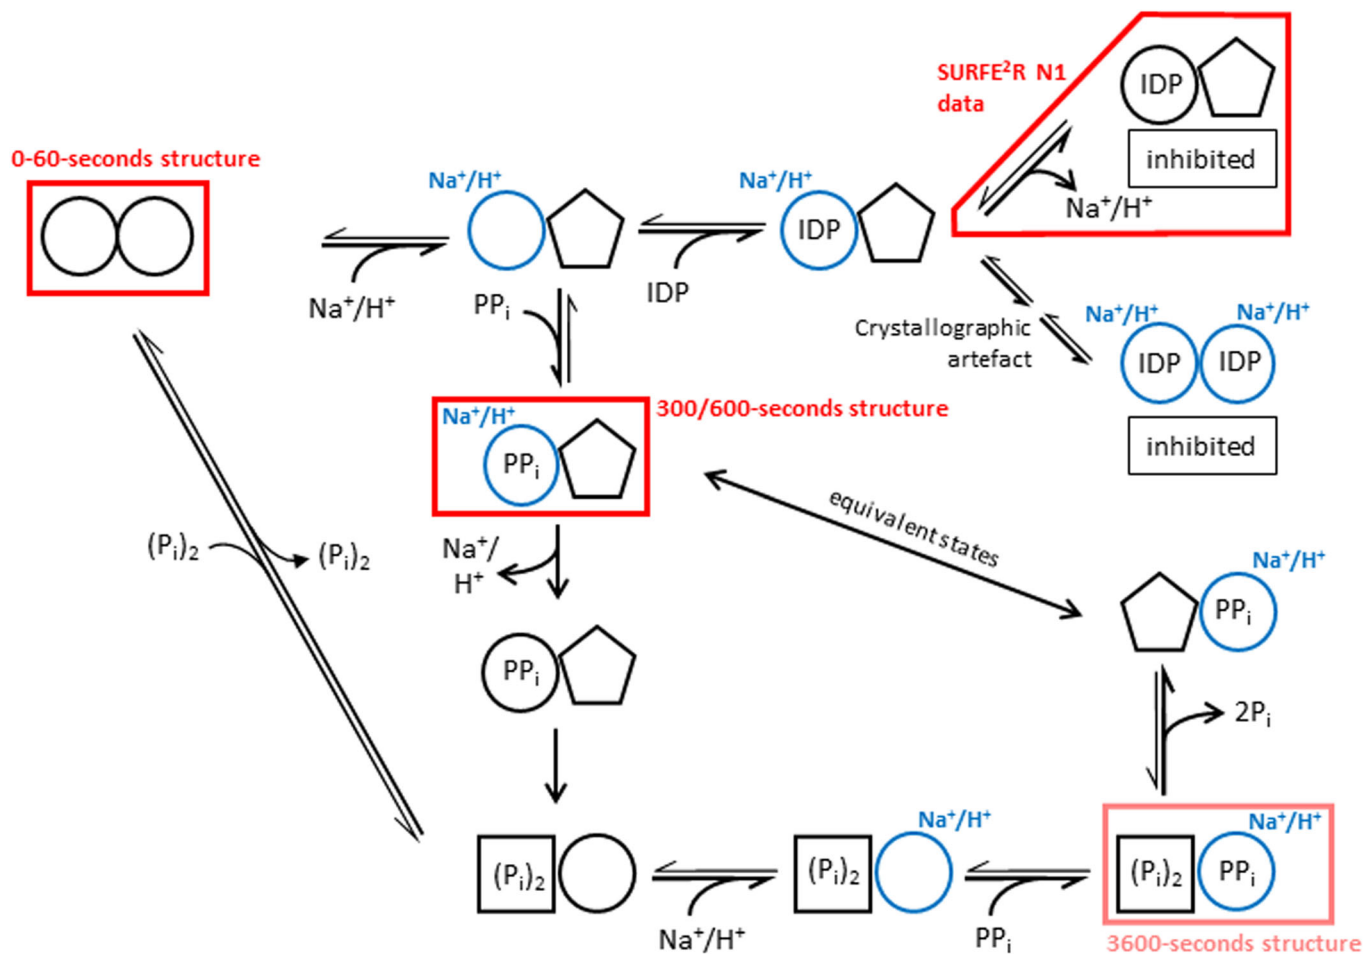 SURFE²R N1
data
IDP
inhibited
Na⁺/H⁺
0-60-seconds structure
Na⁺/H⁺
Na⁺/H⁺
IDP
Na⁺/H⁺
PPᵢ
IDP
Crystallographic
artefact
Na⁺/H⁺
Na⁺/H⁺
IDP
IDP
inhibited
300/600-seconds structure
Na⁺/H⁺
PPᵢ
equivalent states
(Pᵢ)₂
(Pᵢ)₂
Na⁺/
H⁺
Na⁺/H⁺
PPᵢ
PPᵢ
2Pᵢ
(Pᵢ)₂
Na⁺/H⁺
Na⁺/H⁺
(Pᵢ)₂
PPᵢ
Na⁺/H⁺
(Pᵢ)₂
PPᵢ
3600-seconds structure